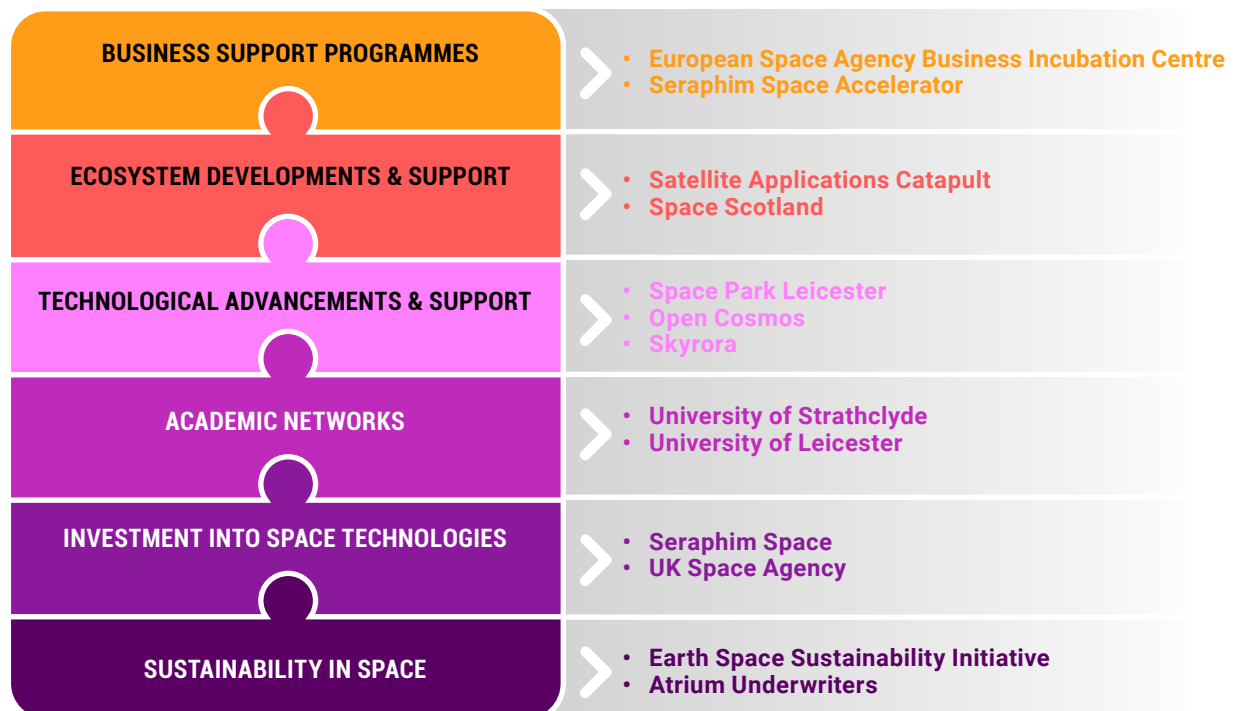 BUSINESS SUPPORT PROGRAMMES
• European Space Agency Business Incubation Centre
• Seraphim Space Accelerator
ECOSYSTEM DEVELOPMENTS & SUPPORT
• Satellite Applications Catapult
• Space Scotland
TECHNOLOGICAL ADVANCEMENTS & SUPPORT
• Space Park Leicester
• Open Cosmos
• Skyrora
ACADEMIC NETWORKS
• University of Strathclyde
• University of Leicester
INVESTMENT INTO SPACE TECHNOLOGIES
• Seraphim Space
• UK Space Agency
SUSTAINABILITY IN SPACE
• Earth Space Sustainability Initiative
• Atrium Underwriters